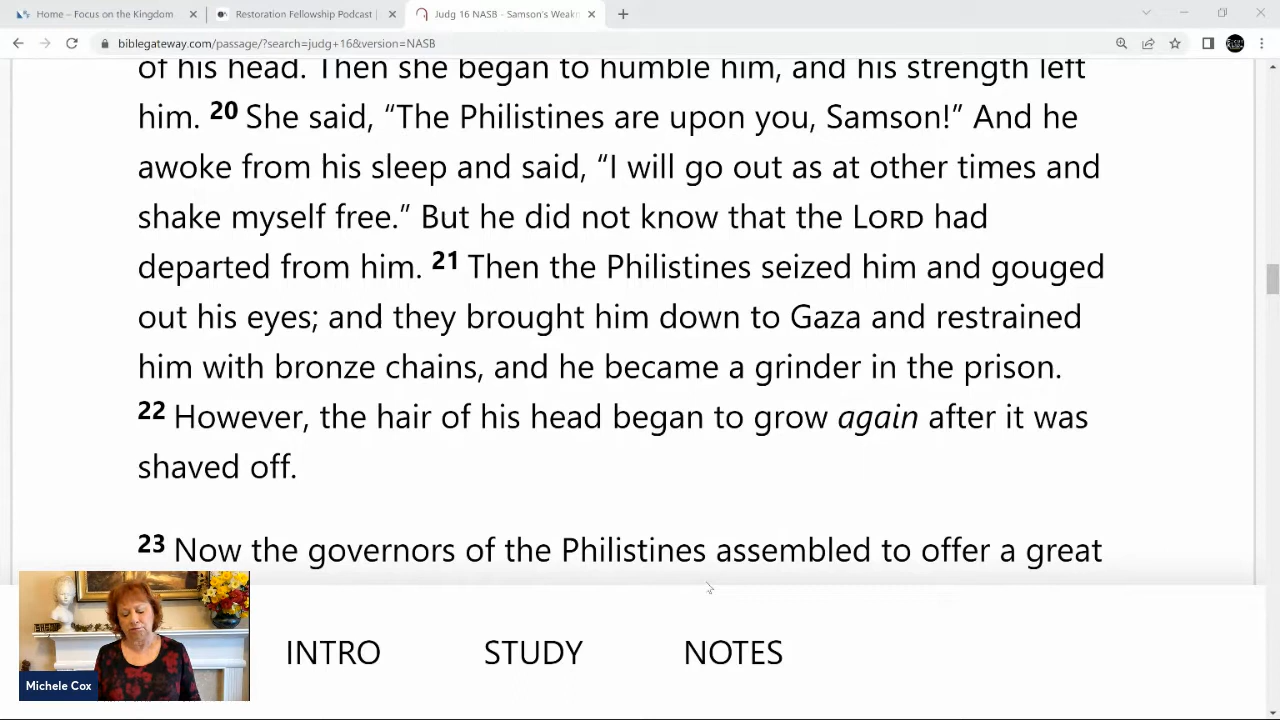 Home – Focus on the Kingdom
Restoration Fellowship Podcast |
Judg 16 NASB - Samson's Weakn
biblegateway.com/passage/?search=judg+16&version=NASB
of his head. Then she began to humble him, and his strength left
him. 20 She said, “The Philistines are upon you, Samson!” And he
awoke from his sleep and said, “I will go out as at other times and
shake myself free.” But he did not know that the LORD had
departed from him. 21 Then the Philistines seized him and gouged
out his eyes; and they brought him down to Gaza and restrained
him with bronze chains, and he became a grinder in the prison.
22 However, the hair of his head began to grow again after it was
shaved off.
23 Now the governors of the Philistines assembled to offer a great
INTRO STUDY NOTES
Michele Cox